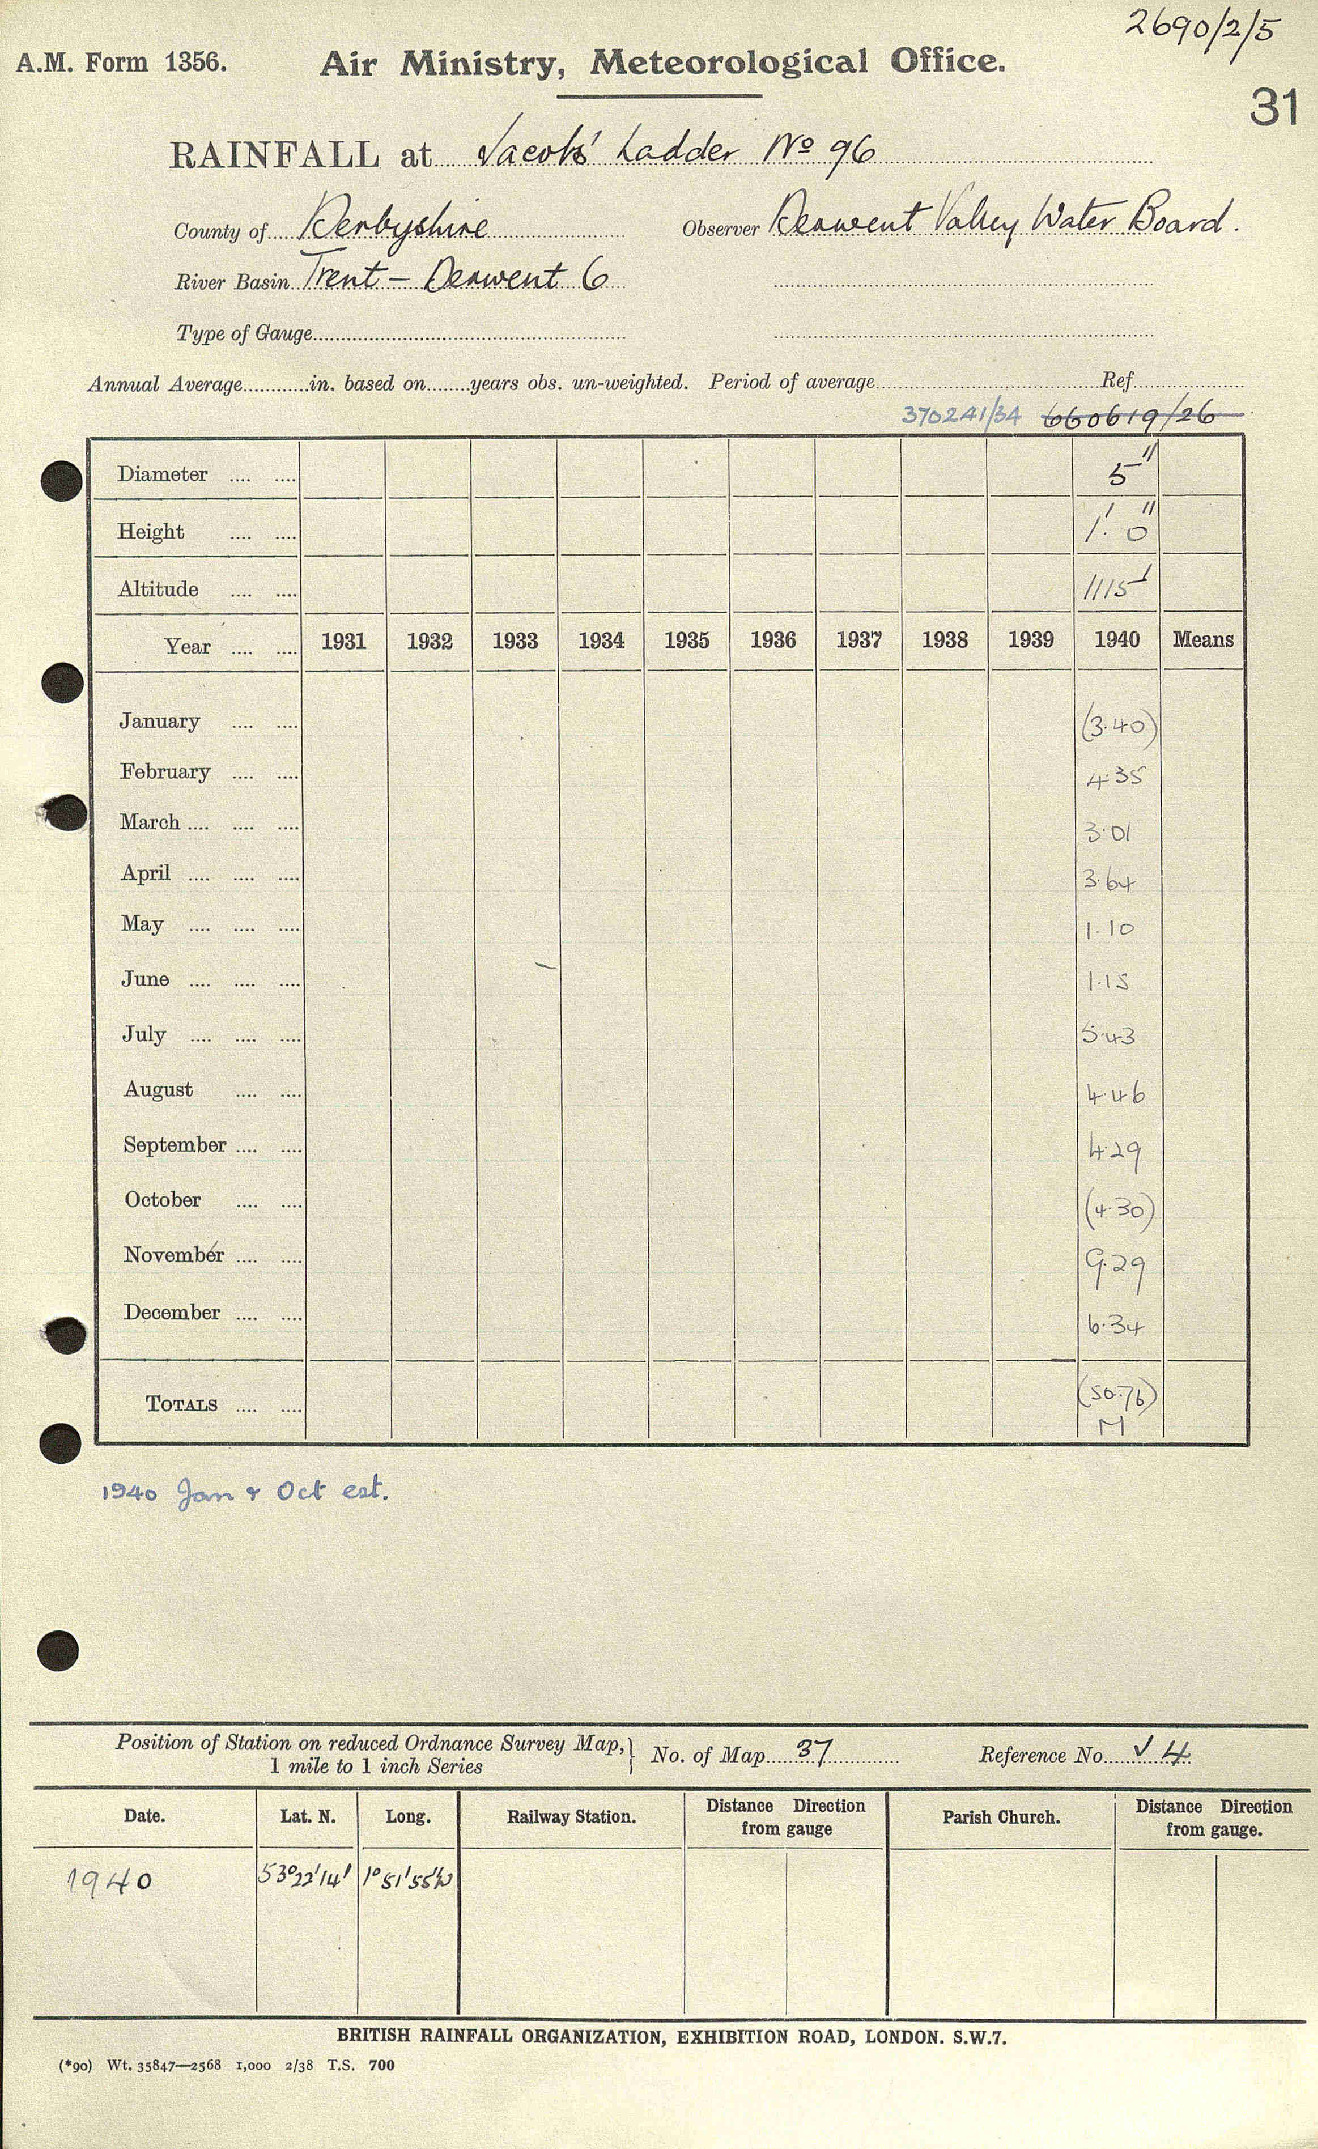 2690/2/5
A.M. Form 1356. Air Ministry, Meteorological Office.
31
RAINFALL at Jacobs' Ladder No 96
County of Derbyshire Observer Derwent Valley Water Board.
River Basin Trent - Derwent 6
Type of Gauge
Annual Average in. based on years obs. un-weighted. Period of average Ref.
370241/34 660619/26
Diameter .... .... 5"
Height .... .... 1'. 0"
Altitude .... .... 1115'
Year .... .... 1931 1932 1933 1934 1935 1936 1937 1938 1939 1940 Means
January .... .... (3.40)
February .... .... 4.35
March .... .... .... 3.01
April .... .... .... 3.64
May .... .... .... 1.10
June .... .... .... 1.15
July .... .... .... 5.43
August .... .... 4.46
September .... .... 4.29
October .... .... (4.30)
November .... .... 9.29
December .... .... 6.34
TOTALS .... .... (50.76)
M
1940 Jan & Oct est.
Position of Station on reduced Ordnance Survey Map, 1 mile to 1 inch Series } No. of Map 37 Reference No. √ 4
Date. Lat. N. Long. Railway Station. Distance Direction from gauge Parish Church. Distance Direction from gauge.
1940 53°22'14' 1°51'55"W
BRITISH RAINFALL ORGANIZATION, EXHIBITION ROAD, LONDON. S.W.7.
(*90) Wt. 35847—2568 1,000 2/38 T.S. 700